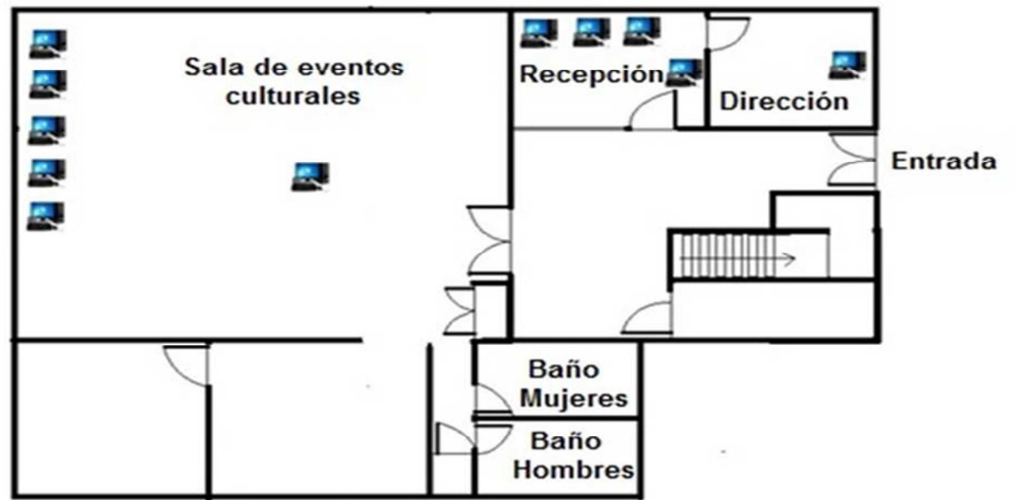 Sala de eventos
culturales
Recepción
Dirección
Entrada
Baño
Mujeres
Baño
Hombres